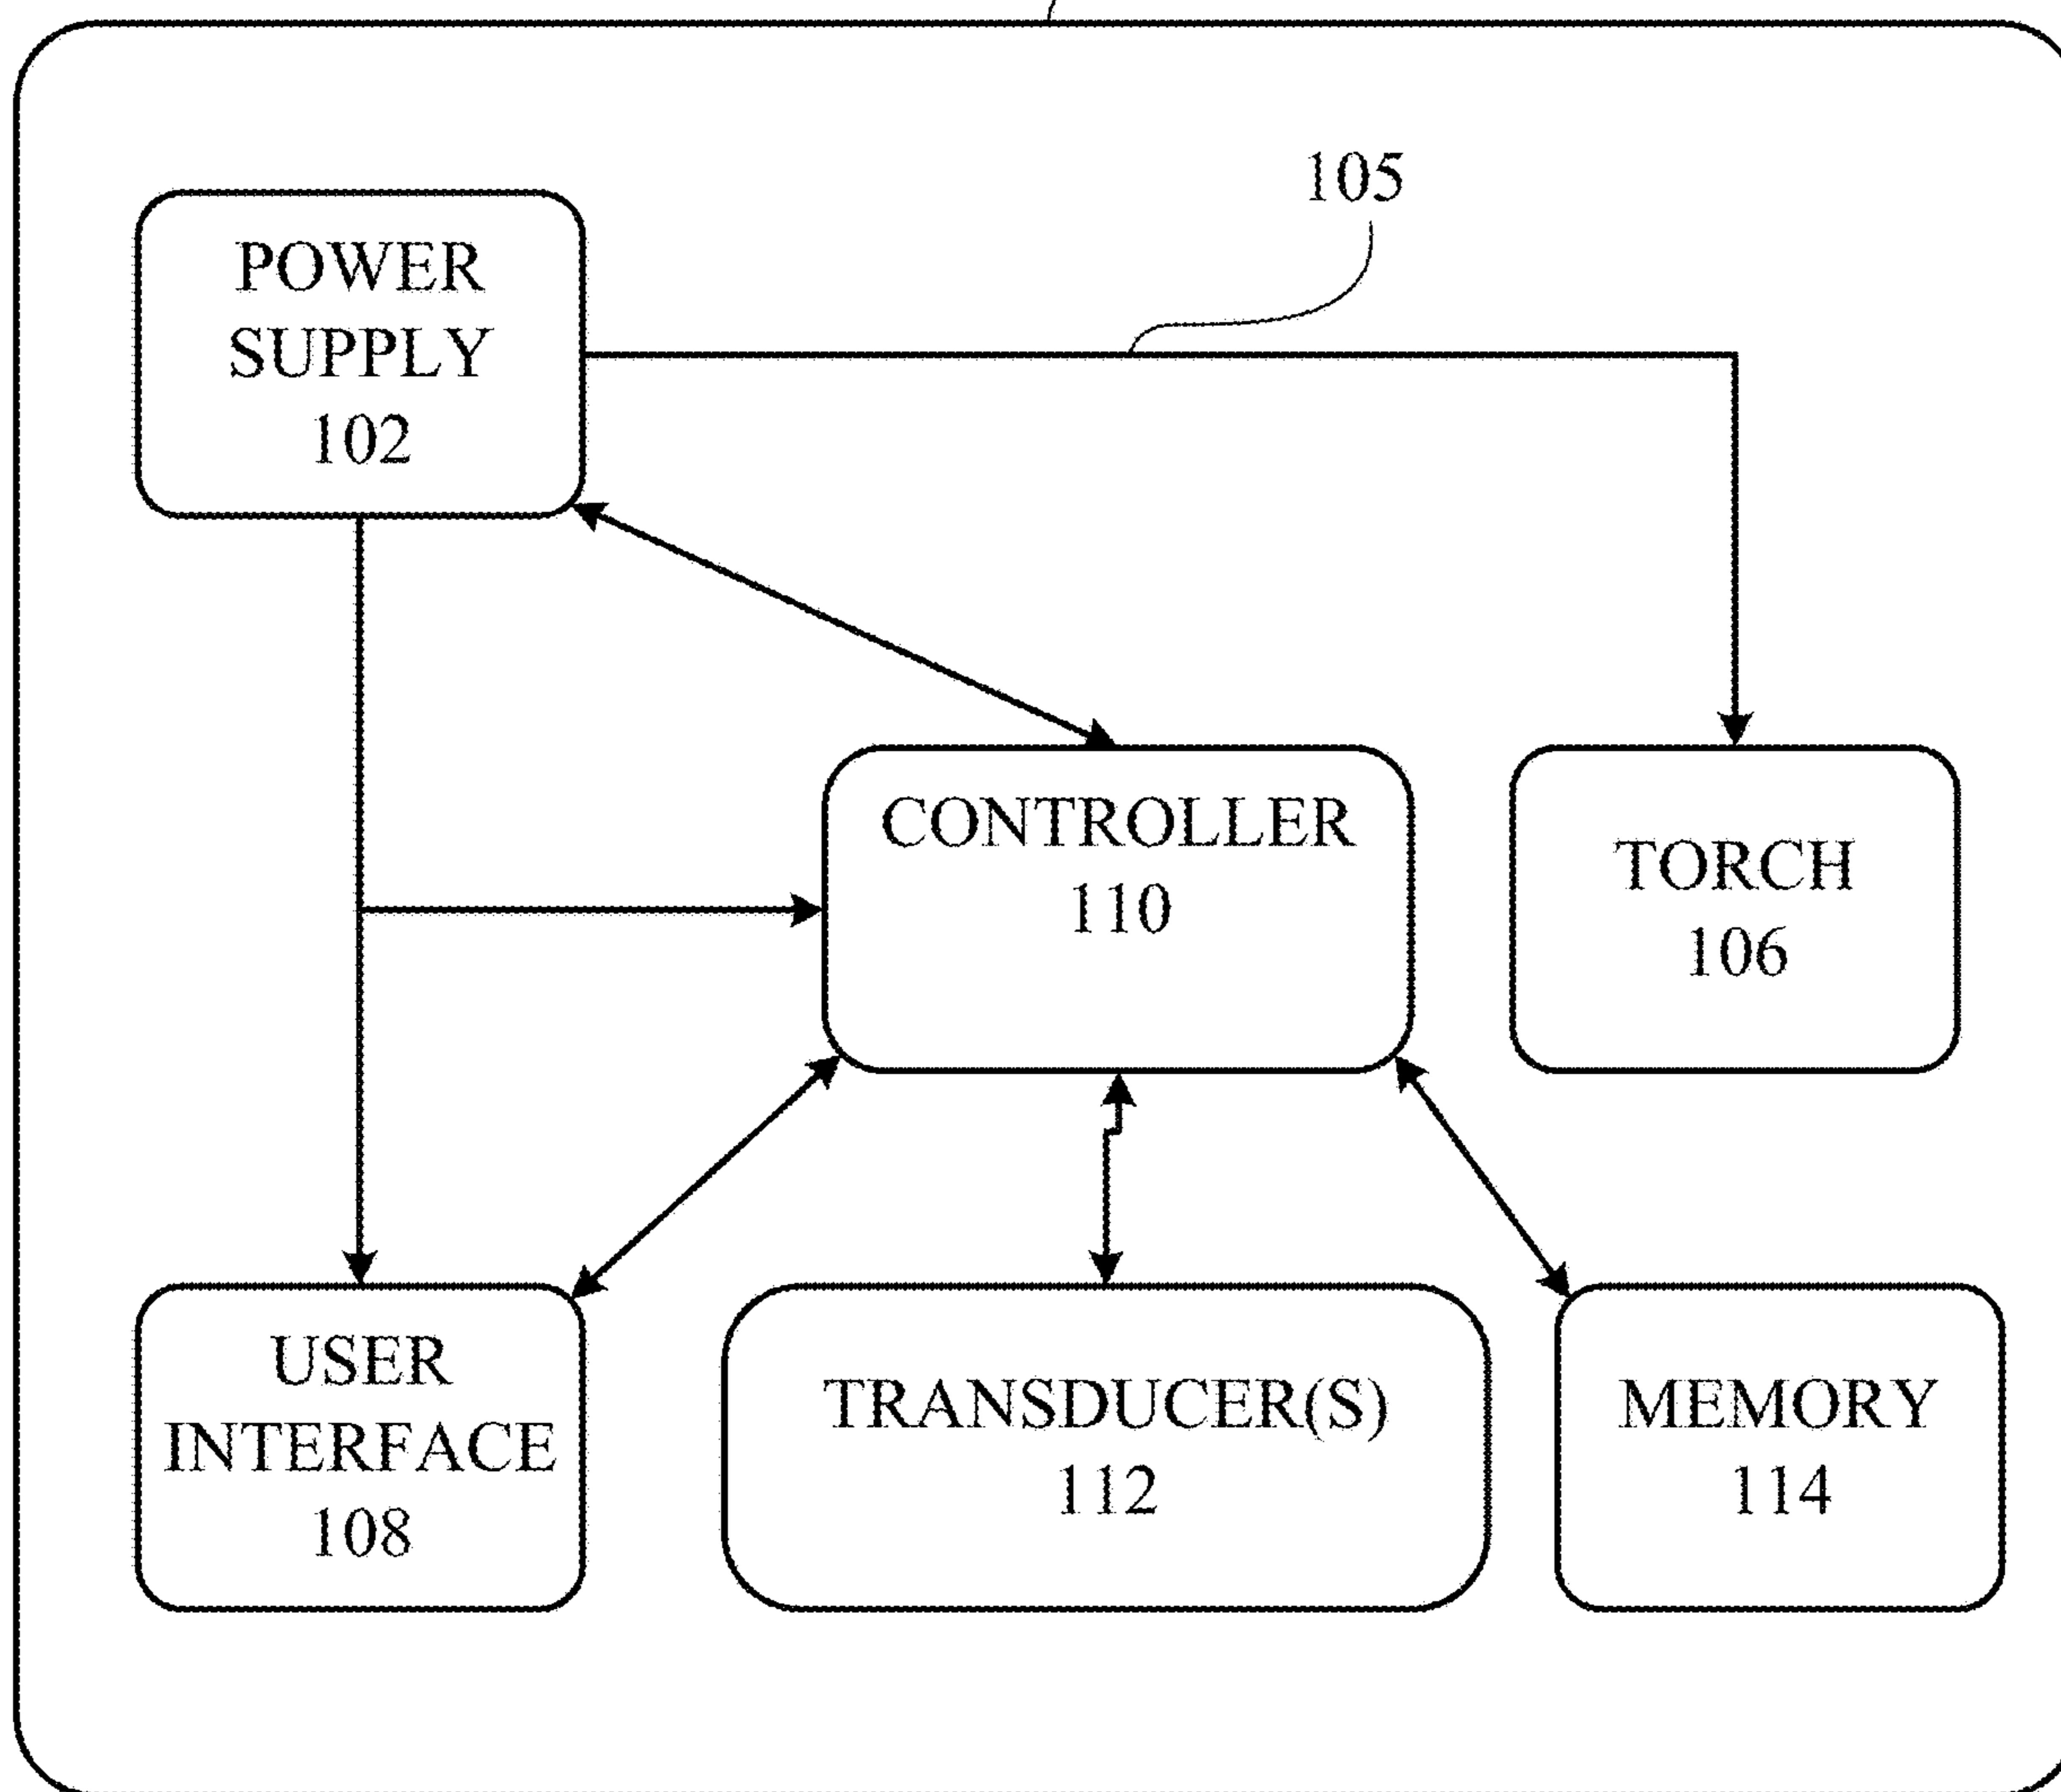 105
POWER
SUPPLY
102
CONTROLLER
110
TORCH
106
USER
INTERFACE
108
TRANSDUCER(S)
112
MEMORY
114